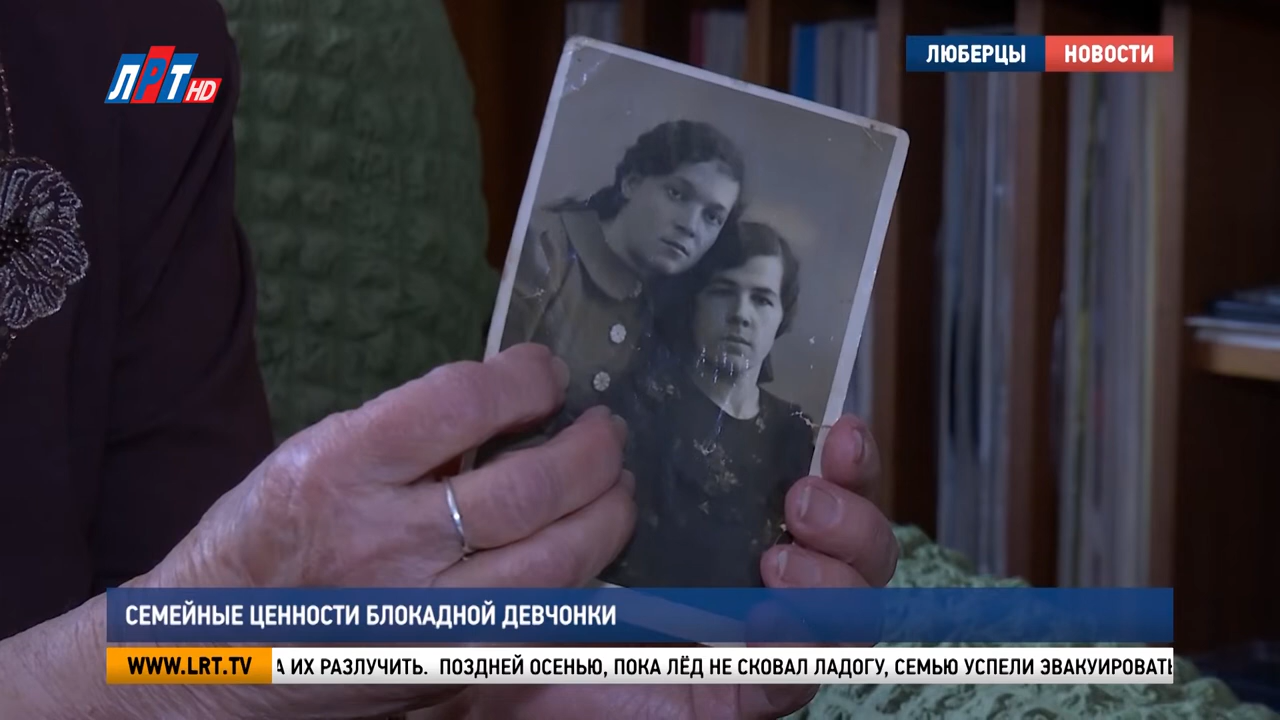 ЛРТ HD
ЛЮБЕРЦЫ НОВОСТИ
СЕМЕЙНЫЕ ЦЕННОСТИ БЛОКАДНОЙ ДЕВЧОНКИ
WWW.LRT.TV А ИХ РАЗЛУЧИТЬ. ПОЗДНЕЙ ОСЕНЬЮ, ПОКА ЛЁД НЕ СКОВАЛ ЛАДОГУ, СЕМЬЮ УСПЕЛИ ЭВАКУИРОВАТЬ